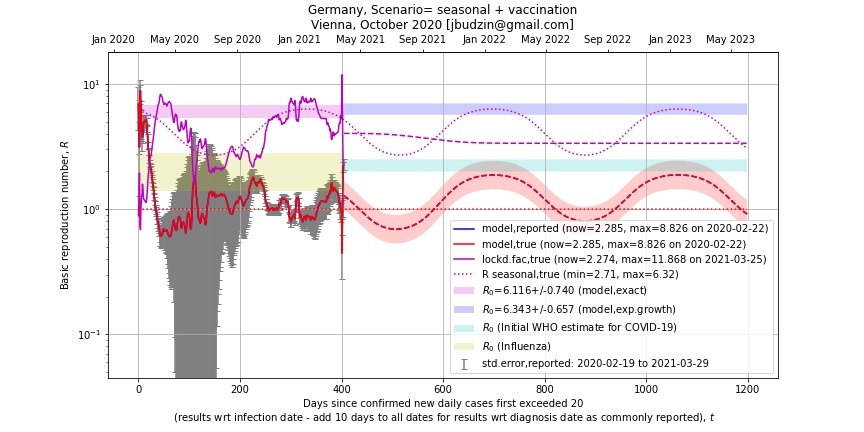 Germany, Scenario= seasonal + vaccination
Vienna, October 2020 [jbudzin@gmail.com]
Jan 2020 May 2020 Sep 2020 Jan 2021 May 2021 Sep 2021 Jan 2022 May 2022 Sep 2022 Jan 2023 May 2023
10¹
10⁰
10⁻¹
Basic reproduction number, R
model,reported (now=2.285, max=8.826 on 2020-02-22)
model,true (now=2.285, max=8.826 on 2020-02-22)
lockd.fac,true (now=2.274, max=11.868 on 2021-03-25)
R seasonal,true (min=2.71, max=6.32)
R₀=6.116+/-0.740 (model,exact)
R₀=6.343+/-0.657 (model,exp.growth)
R₀ (Initial WHO estimate for COVID-19)
R₀ (Influenza)
std.error,reported: 2020-02-19 to 2021-03-29
0 200 400 600 800 1000 1200
Days since confirmed new daily cases first exceeded 20
(results wrt infection date - add 10 days to all dates for results wrt diagnosis date as commonly reported), t